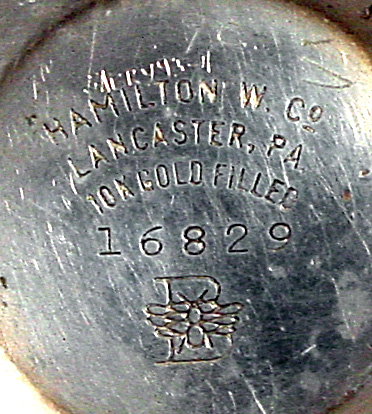 HAMILTON W. Cº
LANCASTER, PA.
10K GOLD FILLED
16829
B